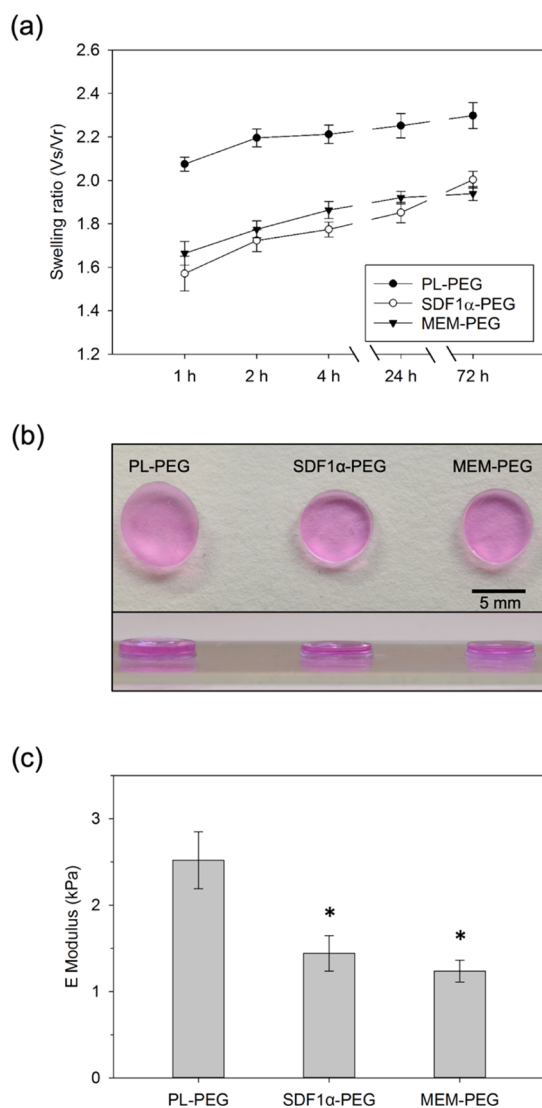 (a)
2.6
2.4
2.2
2.0
1.8
1.6
1.4
1.2
Swelling ratio (Vs/Vr)
PL-PEG
SDF1α-PEG
MEM-PEG
1 h 2 h 4 h 24 h 72 h
(b)
PL-PEG SDF1α-PEG MEM-PEG
5 mm
(c)
3
2
1
0
E Modulus (kPa)
* *
PL-PEG SDF1α-PEG MEM-PEG